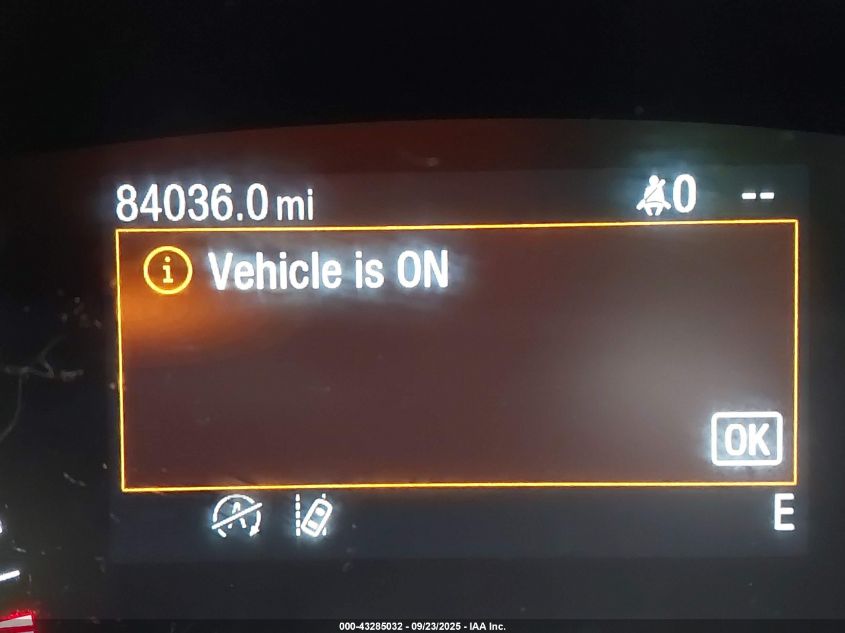 84036.0 mi 0 --
i Vehicle is ON
OK
A E
000-43285032 - 09/23/2025 - IAA Inc.